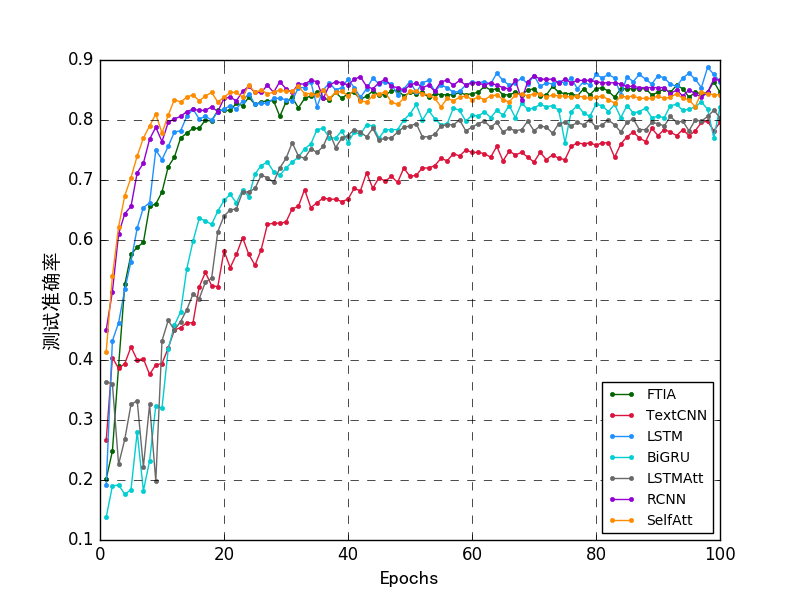 0.9
0.8
0.7
0.6
0.5
0.4
0.3
0.2
0.1
测试准确率
0 20 40 60 80 100
Epochs
FTIA
TextCNN
LSTM
BiGRU
LSTMAtt
RCNN
SelfAtt